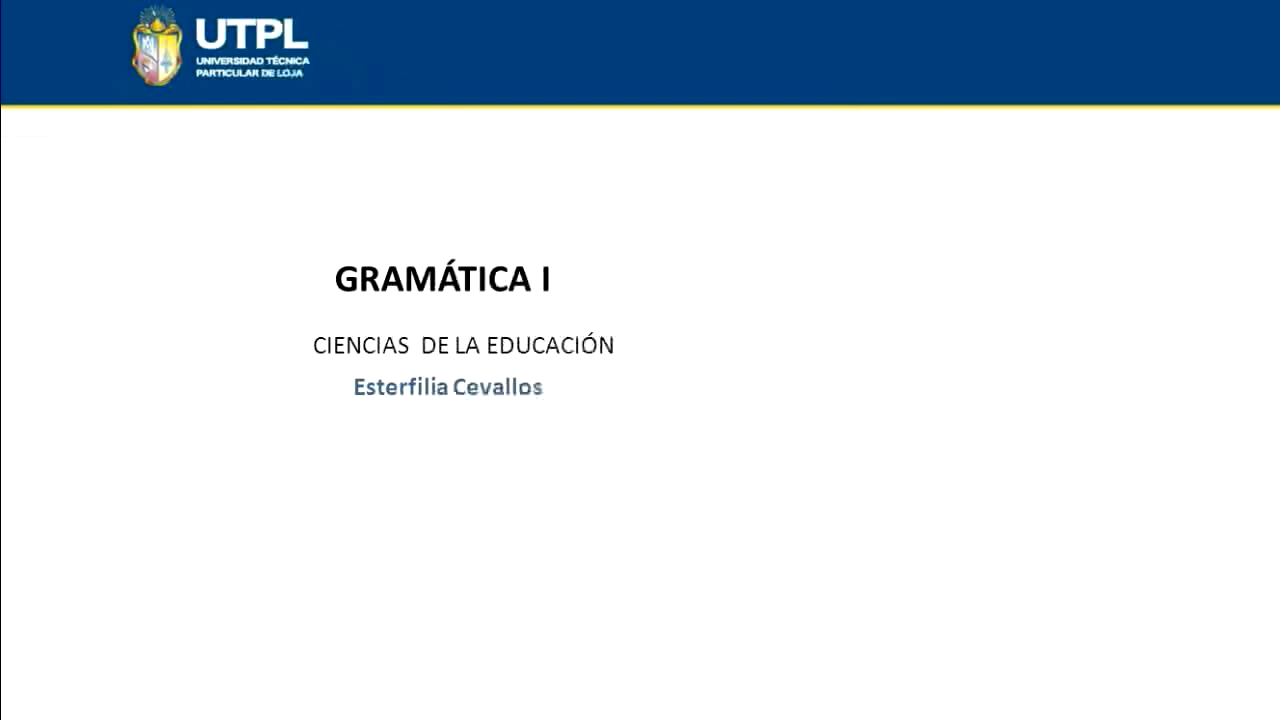 UTPL
UNIVERSIDAD TÉCNICA
PARTICULAR DE LOJA
GRAMÁTICA I
CIENCIAS DE LA EDUCACIÓN
Esterfilia Cevallos